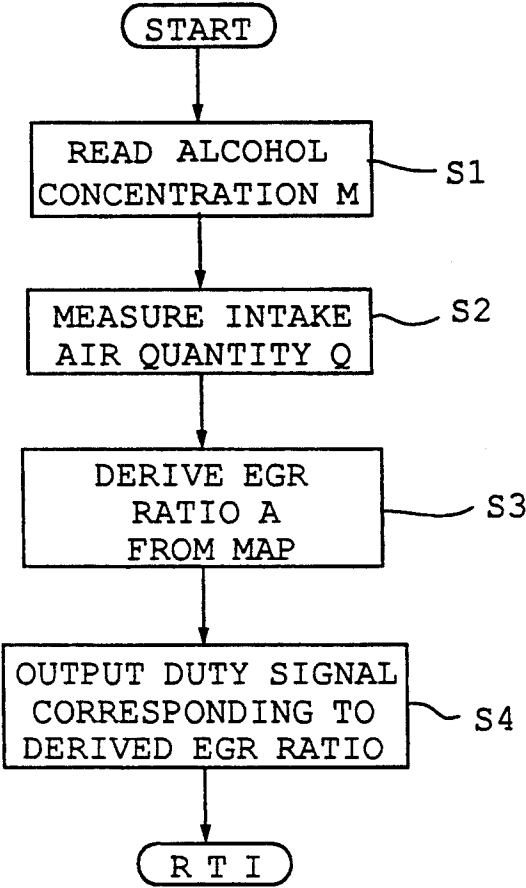 START
READ ALCOHOL
CONCENTRATION M
S1
MEASURE INTAKE
AIR QUANTITY Q
S2
DERIVE EGR
RATIO A
FROM MAP
S3
OUTPUT DUTY SIGNAL
CORRESPONDING TO
DERIVED EGR RATIO
S4
RTI